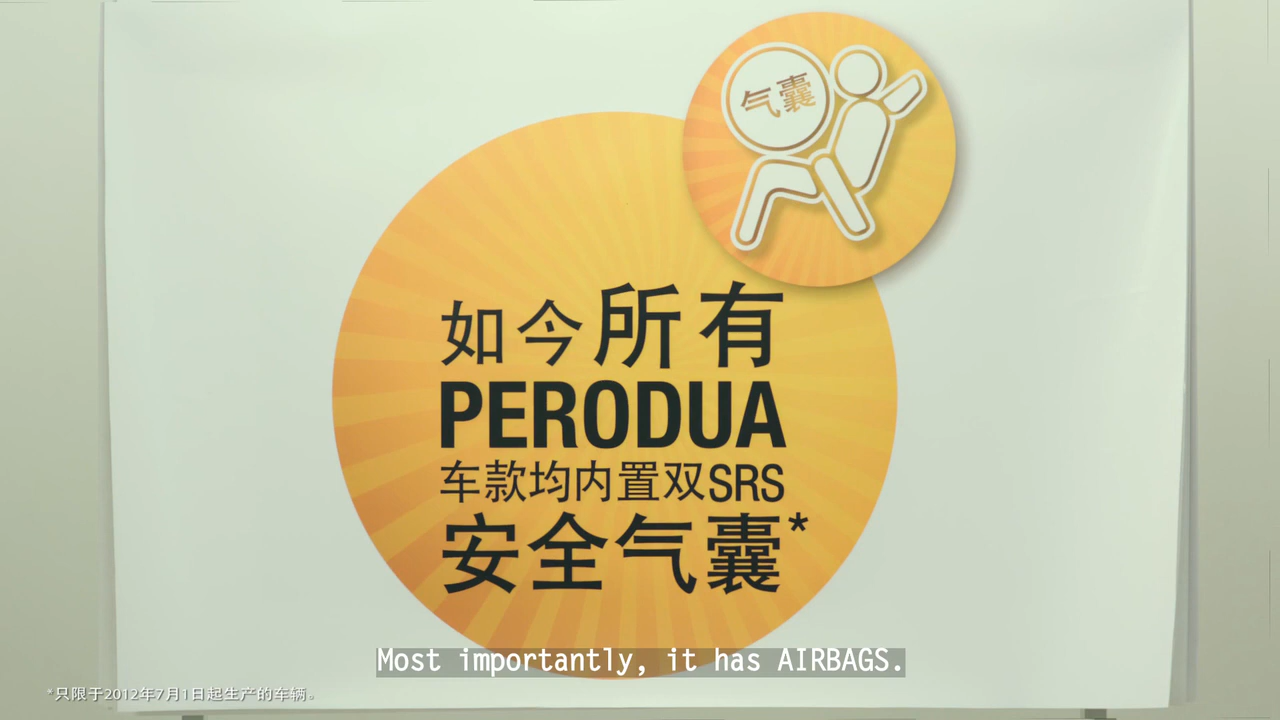 气囊
如今所有
PERODUA
车款均内置双SRS
安全气囊*
Most importantly, it has AIRBAGS.
*只限于2012年7月1日起生产的车辆。